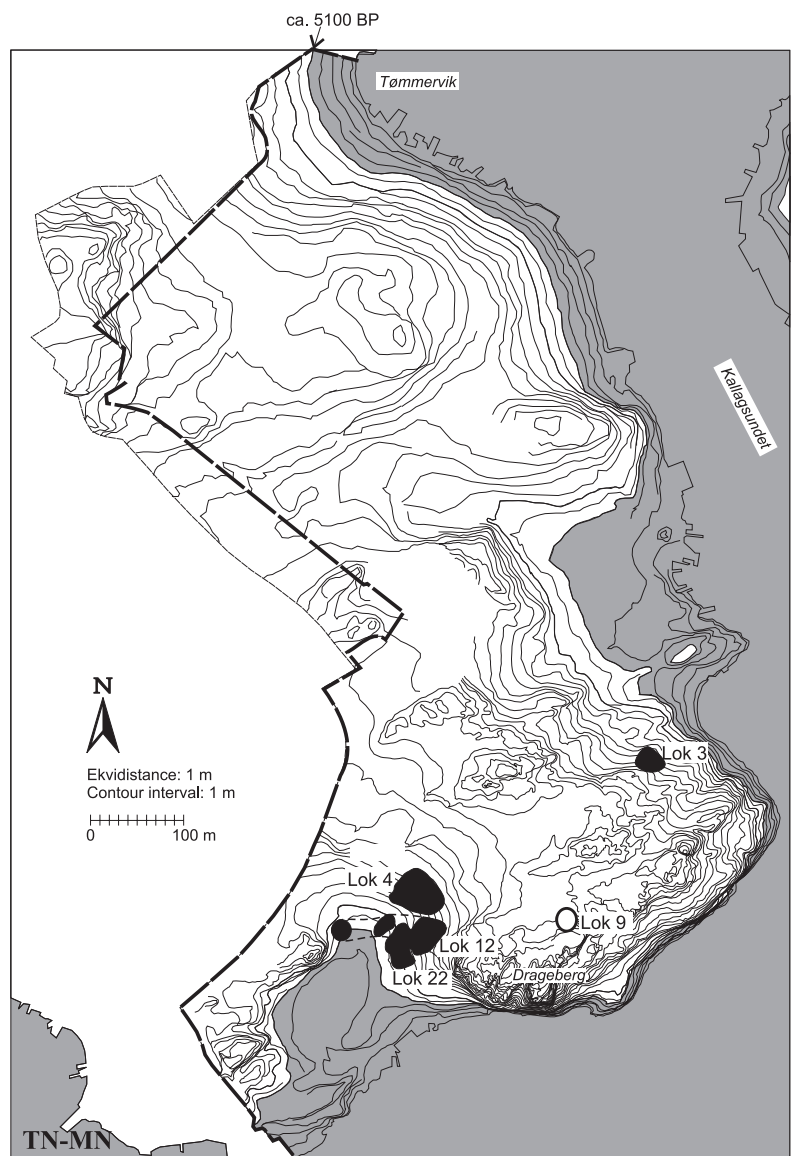 ca. 5100 BP
Tømmervik
Kallagsundet
N
Ekvidistance: 1 m
Contour interval: 1 m
0 100 m
Lok 3
Lok 4
Lok 9
Lok 12
Drageberg
Lok 22
TN-MN